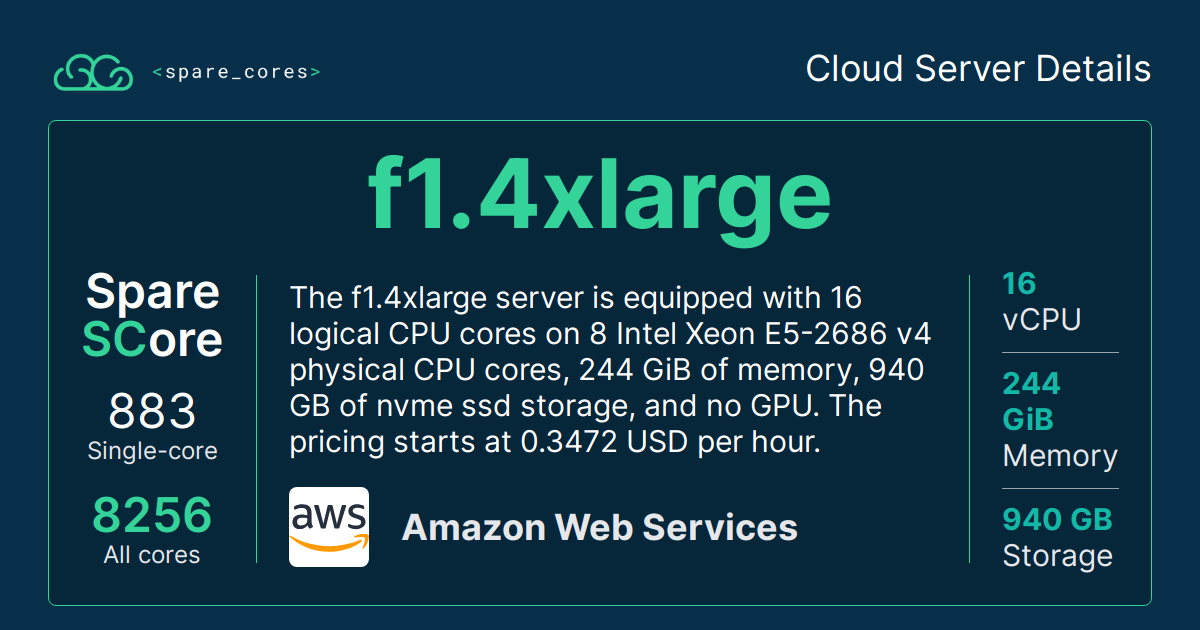 <spare_cores>
Cloud Server Details
f1.4xlarge
Spare
SCore
883
Single-core
8256
All cores
The f1.4xlarge server is equipped with 16
logical CPU cores on 8 Intel Xeon E5-2686 v4
physical CPU cores, 244 GiB of memory, 940
GB of nvme ssd storage, and no GPU. The
pricing starts at 0.3472 USD per hour.
aws
Amazon Web Services
16
vCPU
244
GiB
Memory
940 GB
Storage